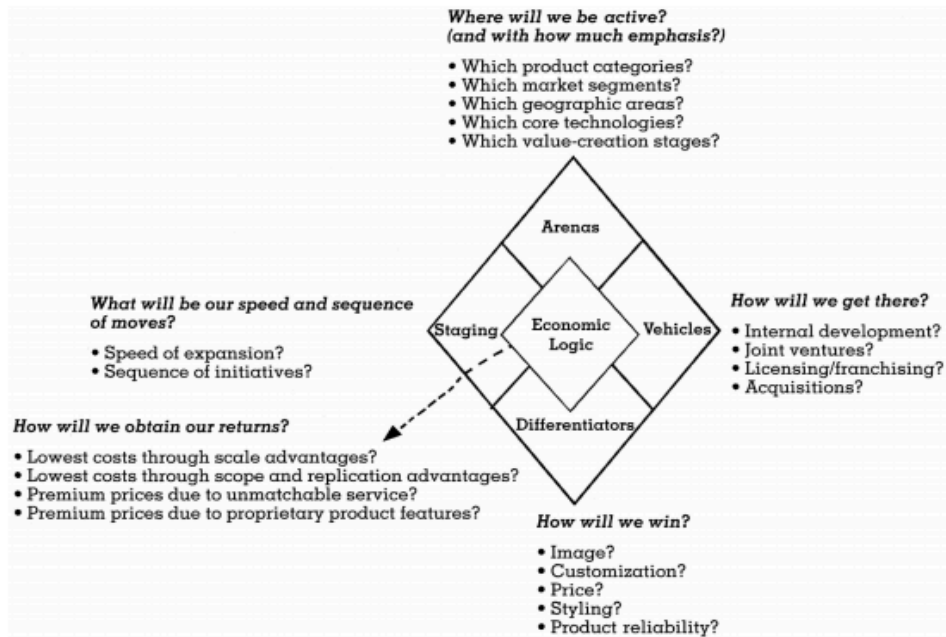 Where will we be active?
(and with how much emphasis?)
• Which product categories?
• Which market segments?
• Which geographic areas?
• Which core technologies?
• Which value-creation stages?
Arenas
What will be our speed and sequence
of moves?
• Speed of expansion?
• Sequence of initiatives?
Staging
Economic
Logic
Vehicles
How will we get there?
• Internal development?
• Joint ventures?
• Licensing/franchising?
• Acquisitions?
Differentiators
How will we obtain our returns?
• Lowest costs through scale advantages?
• Lowest costs through scope and replication advantages?
• Premium prices due to unmatchable service?
• Premium prices due to proprietary product features?
How will we win?
• Image?
• Customization?
• Price?
• Styling?
• Product reliability?